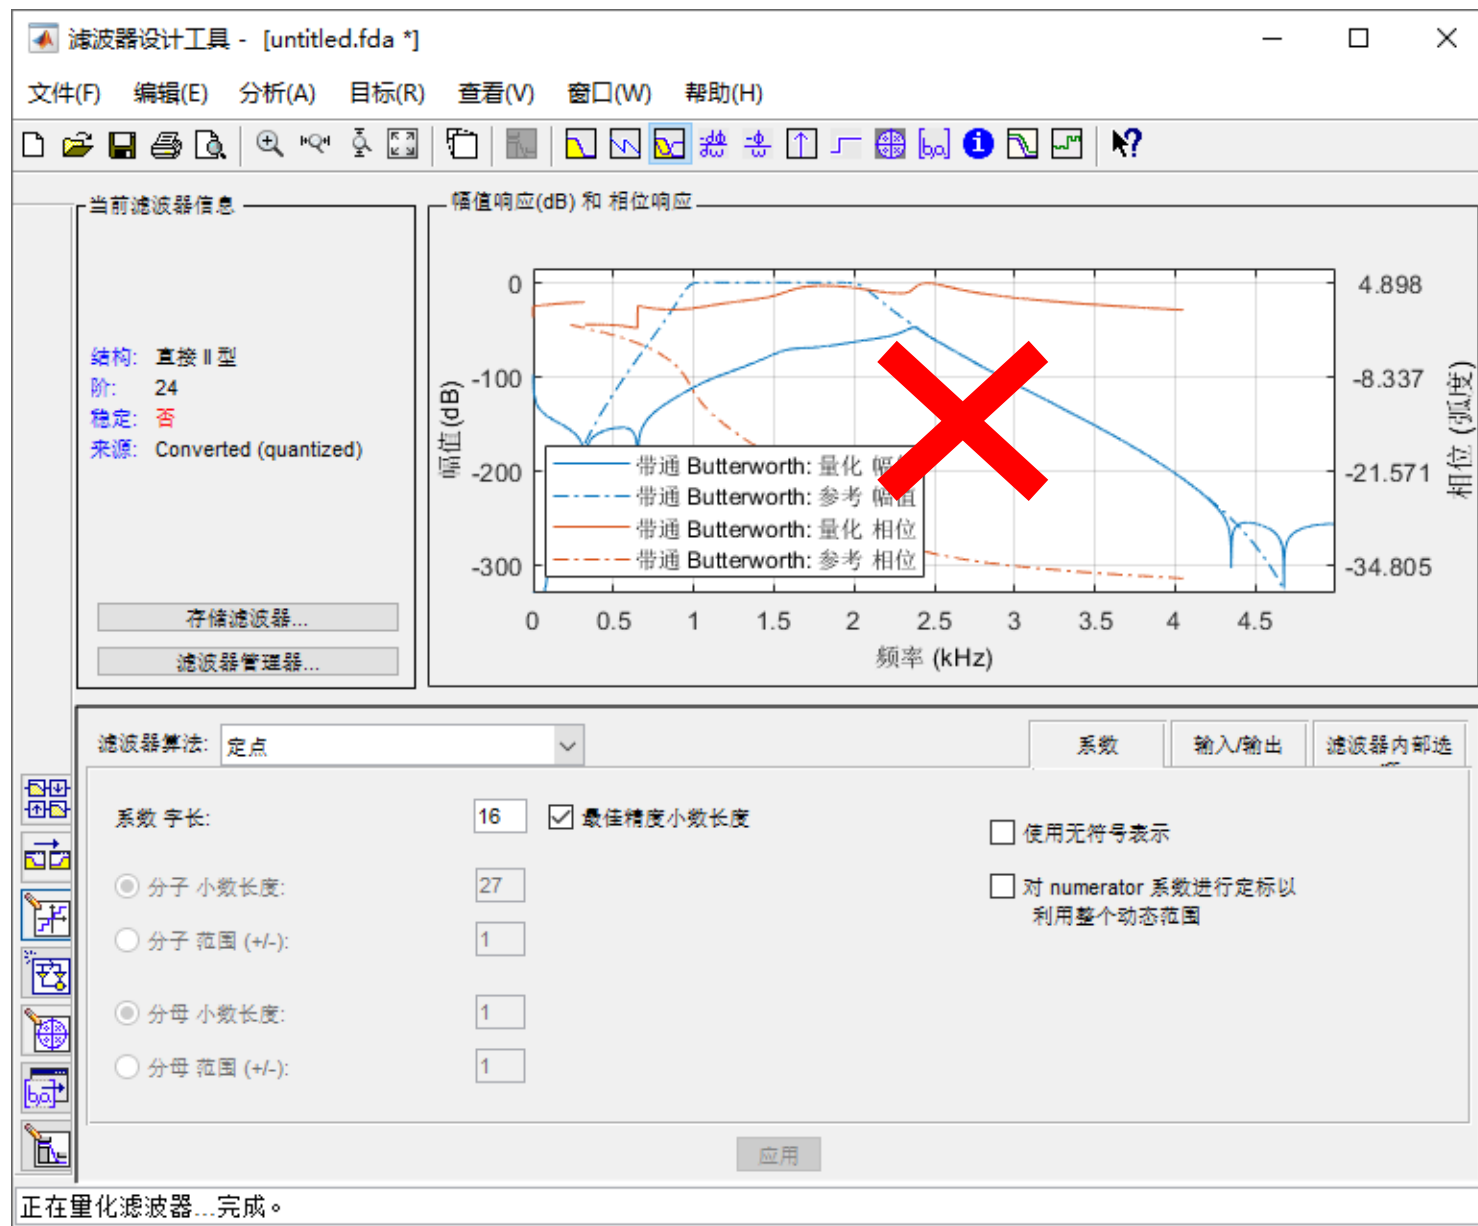 滤波器设计工具 - [untitled.fda *]
文件(F) 编辑(E) 分析(A) 目标(R) 查看(V) 窗口(W) 帮助(H)
当前滤波器信息
结构: 直接 II 型
阶: 24
稳定: 否
来源: Converted (quantized)
存储滤波器...
滤波器管理器...
幅值响应(dB) 和 相位响应
0
-100
-200
-300
幅值(dB)
4.898
-8.337
-21.571
-34.805
相位 (弧度)
带通 Butterworth: 量化 幅
带通 Butterworth: 参考 幅值
带通 Butterworth: 量化 相位
带通 Butterworth: 参考 相位
0 0.5 1 1.5 2 2.5 3 3.5 4 4.5
频率 (kHz)
滤波器算法: 定点
系数 输入/输出 滤波器内部选
系数 字长: 16 最佳精度小数长度
分子 小数长度: 27
分子 范围 (+/-): 1
分母 小数长度: 1
分母 范围 (+/-): 1
使用无符号表示
对 numerator 系数进行定标以
利用整个动态范围
应用
正在量化滤波器...完成。